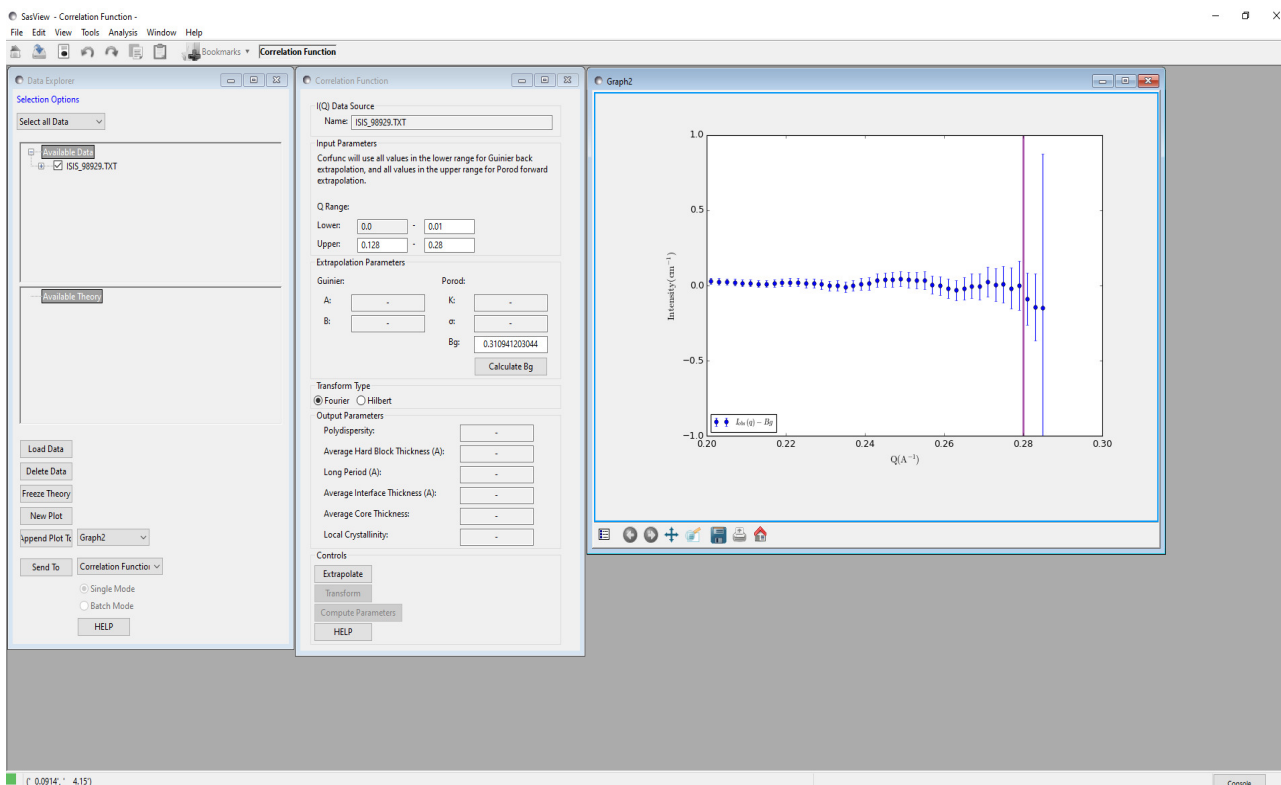 SasView - Correlation Function -
File Edit View Tools Analysis Window Help
Bookmarks Correlation Function
Data Explorer
Selection Options
Select all Data
Available Data
ISIS_98929.TXT
Available Theory
Load Data
Delete Data
Freeze Theory
New Plot
Append Plot To Graph2
Send To Correlation Function
Single Mode
Batch Mode
HELP
Correlation Function
I(Q) Data Source
Name: ISIS_98929.TXT
Input Parameters
Corfunc will use all values in the lower range for Guinier back
extrapolation, and all values in the upper range for Porod forward
extrapolation.
Q Range:
Lower: 0.0 - 0.01
Upper: 0.128 - 0.28
Extrapolation Parameters
Guinier: Porod:
A: - K: -
B: - σ: -
Bg: 0.310941203044
Calculate Bg
Transform Type
Fourier Hilbert
Output Parameters
Polydispersity: -
Average Hard Block Thickness (A): -
Long Period (A): -
Average Interface Thickness (A): -
Average Core Thickness: -
Local Crystallinity: -
Controls
Extrapolate
Transform
Compute Parameters
HELP
Graph2
1.0
0.5
0.0
−0.5
−1.0
Intensity(cm⁻¹)
I_obs(q) − Bg
0.20 0.22 0.24 0.26 0.28 0.30
Q(A⁻¹)
(' 0.0914', ' 4.15')
Console